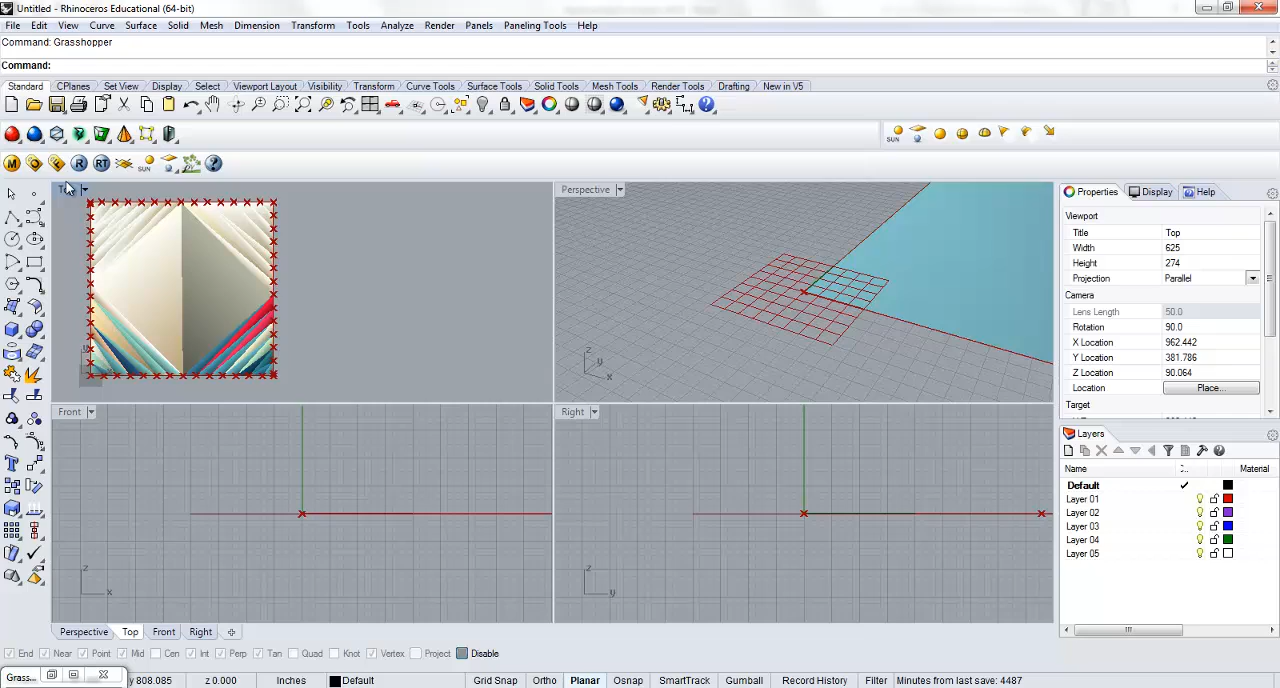 Untitled - Rhinoceros Educational (64-bit)
File Edit View Curve Surface Solid Mesh Dimension Transform Tools Analyze Render Panels Paneling Tools Help
Command: Grasshopper
Command:
Standard CPlanes Set View Display Select Viewport Layout Visibility Transform Curve Tools Surface Tools Solid Tools Mesh Tools Render Tools Drafting New in V5
SUN
M R RT SUN
Perspective
Properties Display Help
Viewport
Title Top
Width 625
Height 274
Projection Parallel
Camera
Lens Length 50.0
Rotation 90.0
X Location 962.442
Y Location 381.786
Z Location 90.064
Location Place...
Target
z y x
Front
Right
z x
z y
Layers
Name Material
Default
Layer 01
Layer 02
Layer 03
Layer 04
Layer 05
Perspective Top Front Right
End Near Point Mid Cen Int Perp Tan Quad Knot Vertex Project Disable
Grass... y 808.085 z 0.000 Inches Default Grid Snap Ortho Planar Osnap SmartTrack Gumball Record History Filter Minutes from last save: 4487